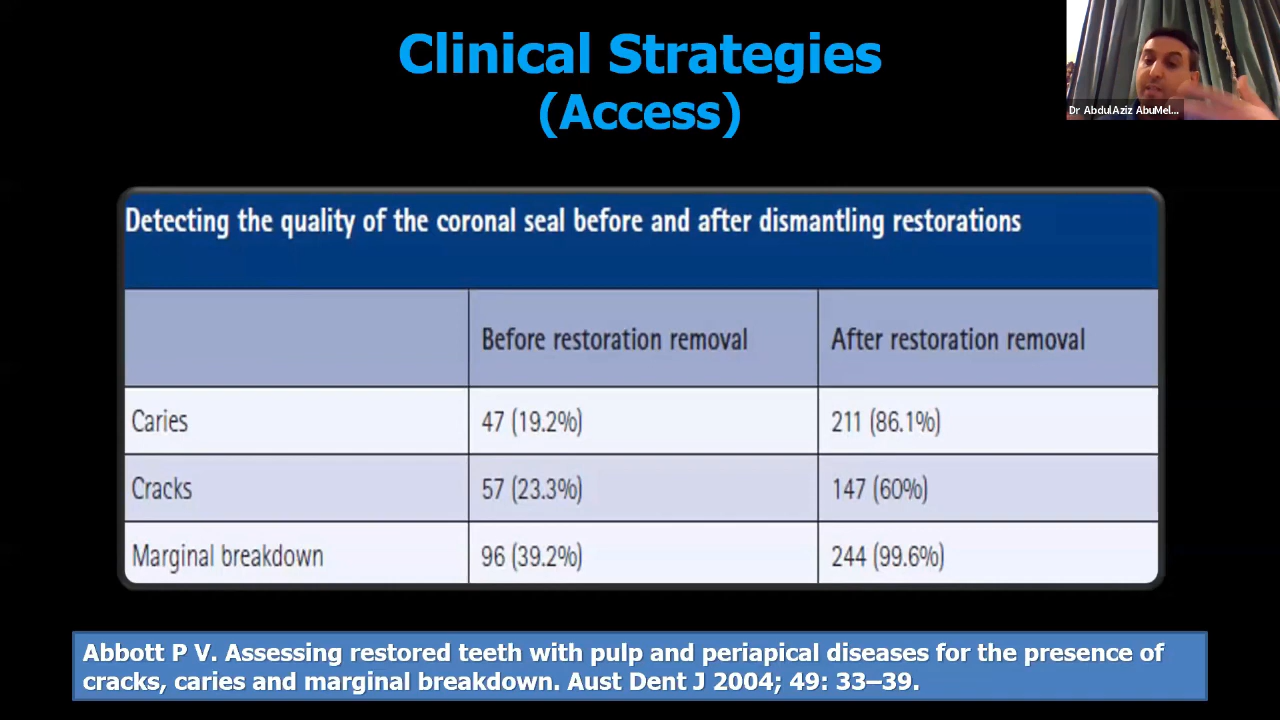 Clinical Strategies
(Access)
Dr AbdulAziz AbuMel...
Detecting the quality of the coronal seal before and after dismantling restorations
Before restoration removal After restoration removal
Caries 47 (19.2%) 211 (86.1%)
Cracks 57 (23.3%) 147 (60%)
Marginal breakdown 96 (39.2%) 244 (99.6%)
Abbott P V. Assessing restored teeth with pulp and periapical diseases for the presence of
cracks, caries and marginal breakdown. Aust Dent J 2004; 49: 33–39.